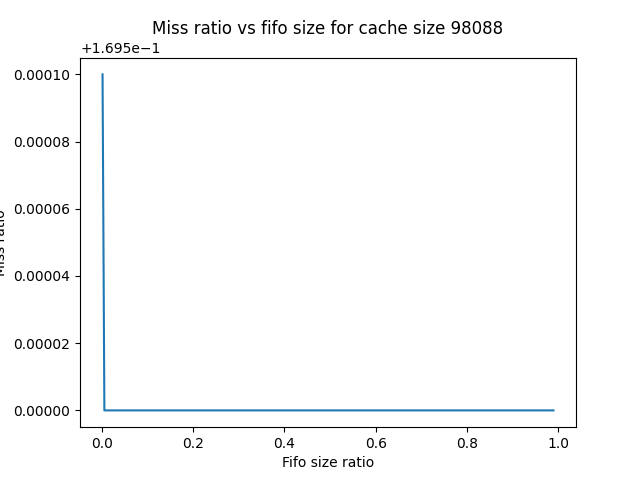 Miss ratio vs fifo size for cache size 98088
+1.695e−1
0.00010
0.00008
0.00006
0.00004
0.00002
0.00000
Miss ratio
0.0 0.2 0.4 0.6 0.8 1.0
Fifo size ratio